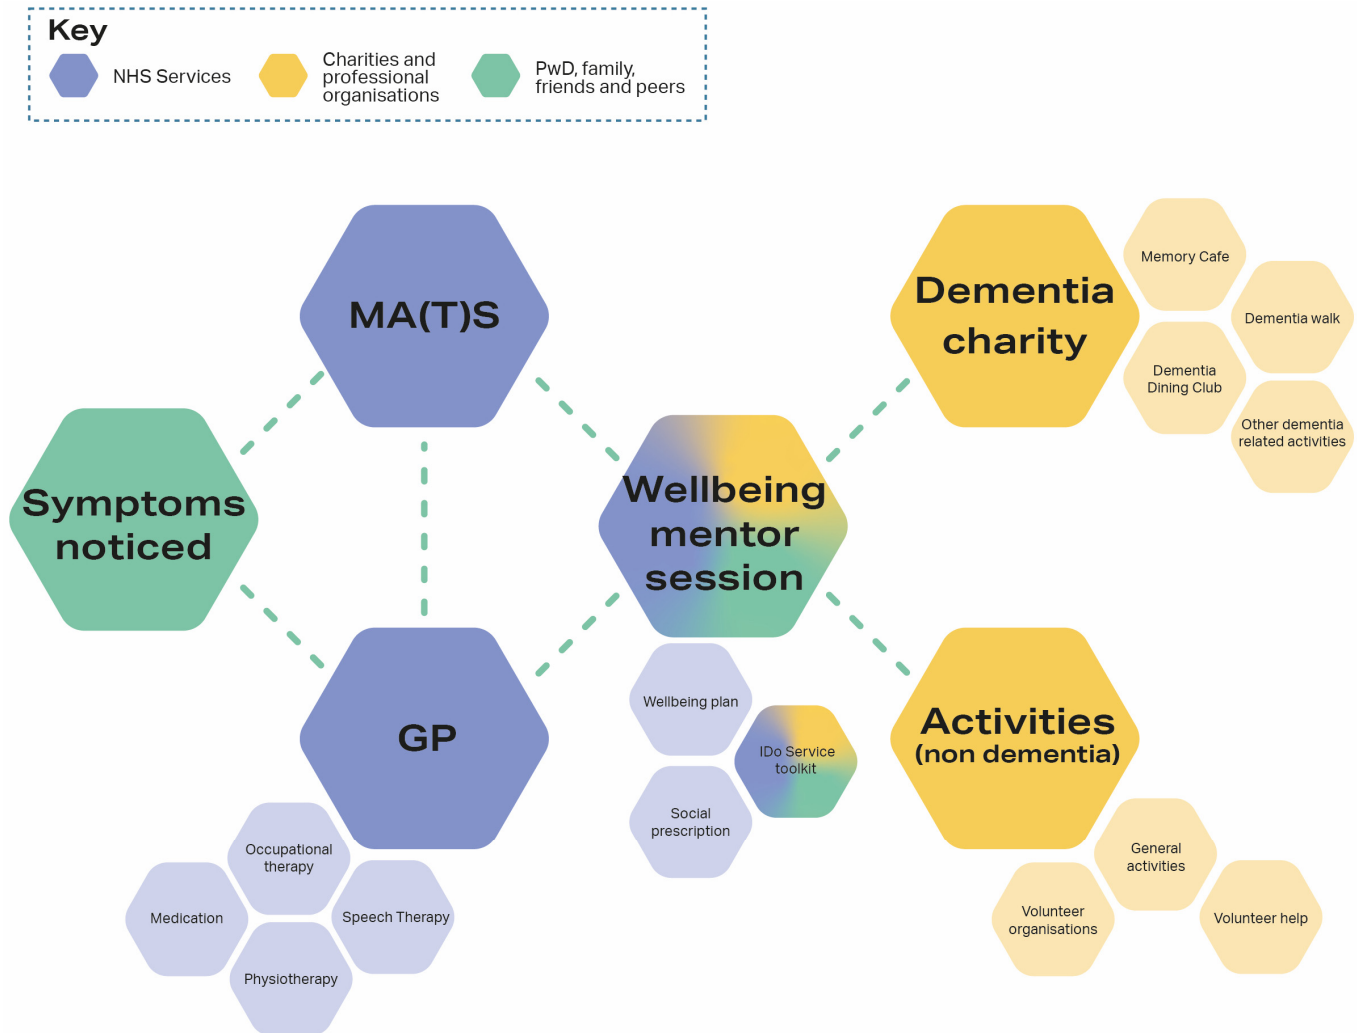 Key
NHS Services
Charities and
professional
organisations
PwD, family,
friends and peers
MA(T)S
Dementia
charity
Memory Cafe
Dementia walk
Dementia
Dining Club
Other dementia
related activities
Symptoms
noticed
Wellbeing
mentor
session
GP
Wellbeing plan
IDo Service
toolkit
Social
prescription
Activities
(non dementia)
Occupational
therapy
Medication
Speech Therapy
Physiotherapy
General
activities
Volunteer
organisations
Volunteer help